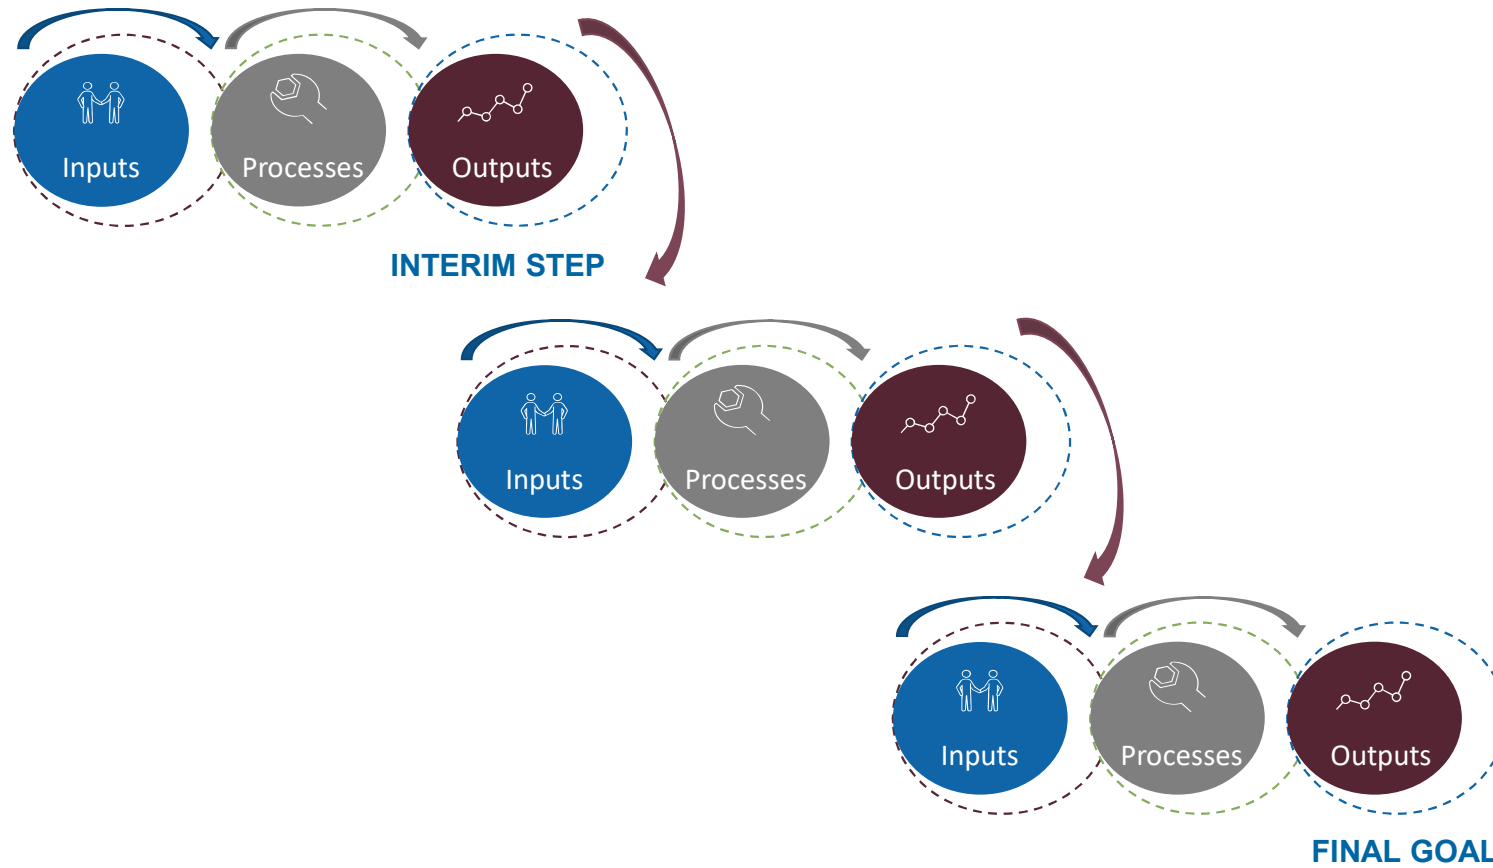 Inputs
Processes
Outputs
INTERIM STEP
Inputs
Processes
Outputs
Inputs
Processes
Outputs
FINAL GOAL